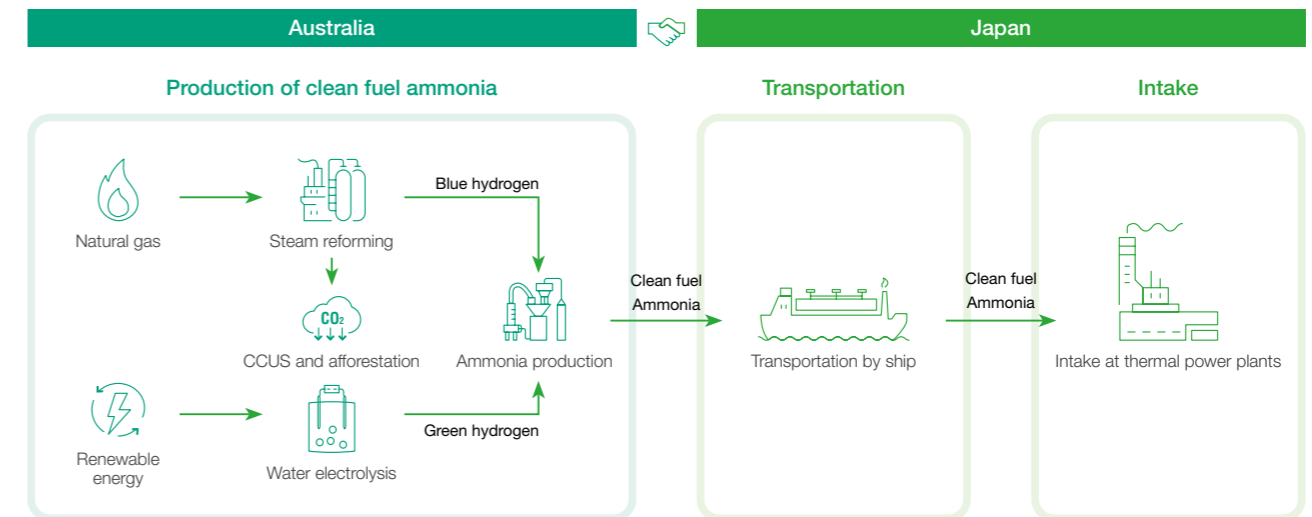 Australia
Japan
Production of clean fuel ammonia
Transportation
Intake
Natural gas
Steam reforming
Blue hydrogen
CO₂
CCUS and afforestation
Ammonia production
Clean fuel
Ammonia
Transportation by ship
Clean fuel
Ammonia
Intake at thermal power plants
Renewable
energy
Water electrolysis
Green hydrogen